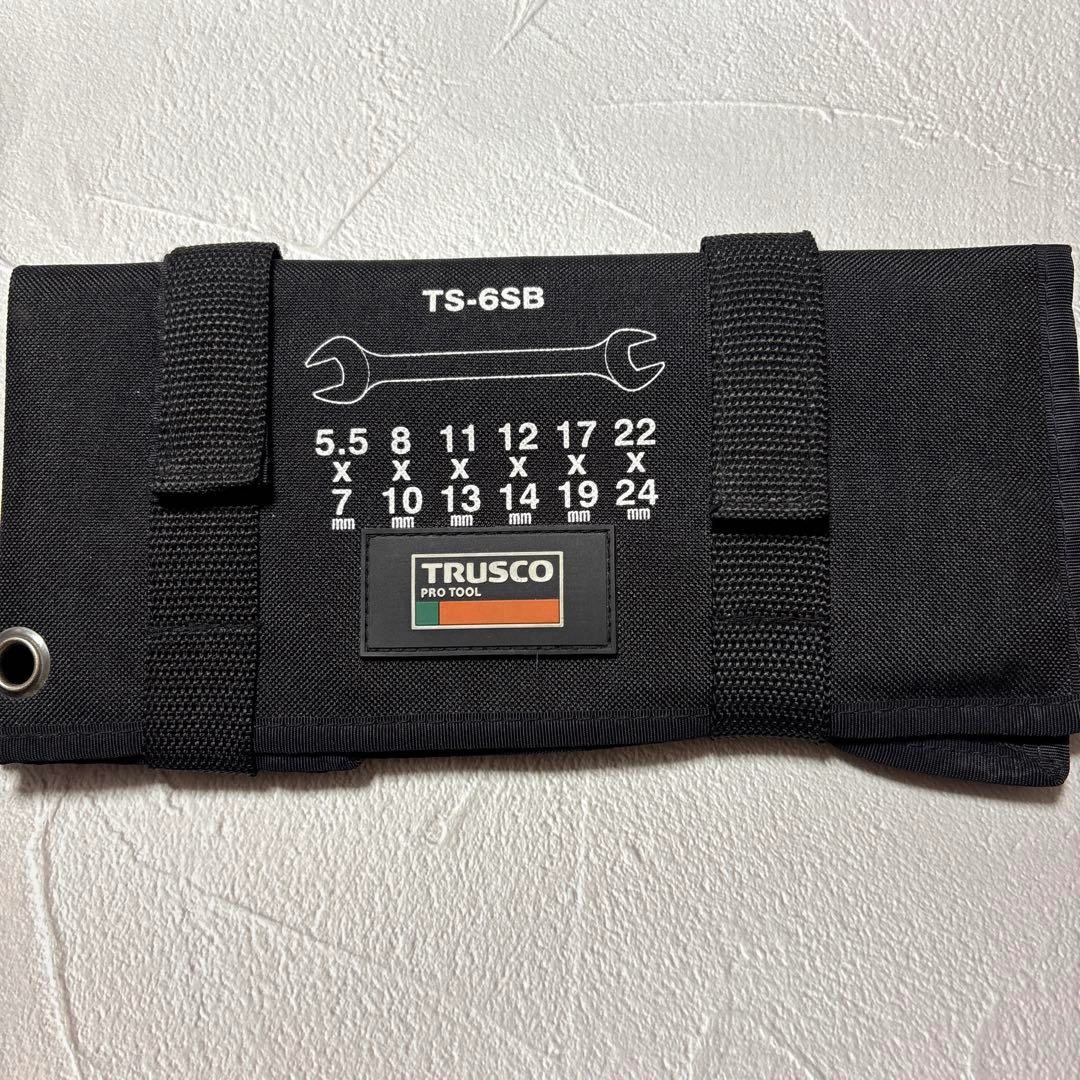 TS-6SB
5.5 8 11 12 17 22
x x x x x x
7 10 13 14 19 24
mm mm mm mm mm mm
TRUSCO
PRO TOOL